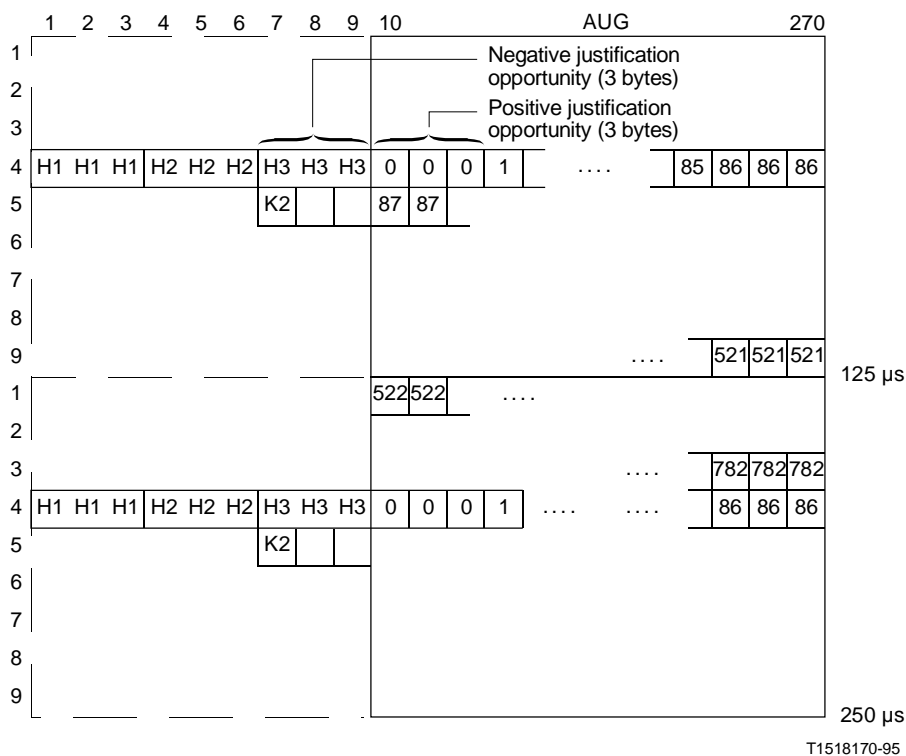 1 2 3 4 5 6 7 8 9 10 AUG 270
1
Negative justification
opportunity (3 bytes)
2
Positive justification
opportunity (3 bytes)
3
4 H1 H1 H1 H2 H2 H2 H3 H3 H3 0 0 0 1 .... 85 86 86 86
5 K2 87 87
6
7
8
9 .... 521 521 521
125 µs
1 522 522 ....
2
3 .... 782 782 782
4 H1 H1 H1 H2 H2 H2 H3 H3 H3 0 0 0 1 .... .... 86 86 86
5 K2
6
7
8
9
250 µs
T1518170-95